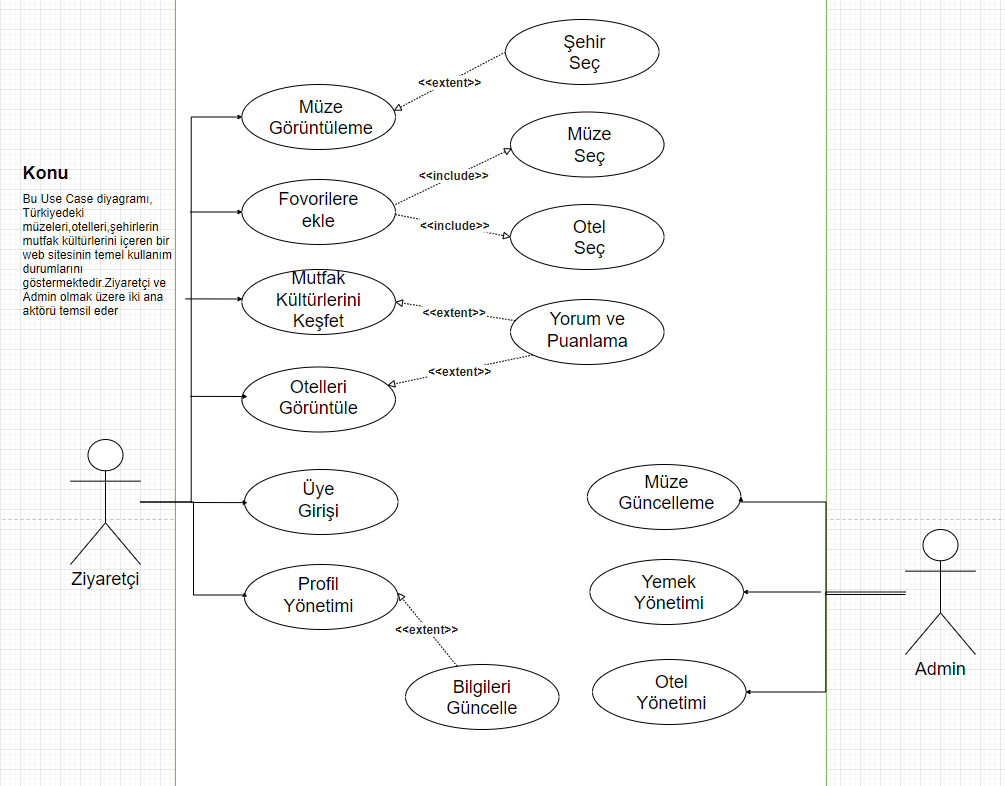 Konu
Bu Use Case diyagramı,
Türkiyedeki
müzeleri,otelleri,şehirlerin
mutfak kültürlerini içeren bir
web sitesinin temel kullanım
durumlarını
göstermektedir.Ziyaretçi ve
Admin olmak üzere iki ana
aktörü temsil eder
Şehir
Seç
<<extent>>
Müze
Görüntüleme
Müze
Seç
<<include>>
Fovorilere
ekle
<<include>>
Otel
Seç
Mutfak
Kültürlerini
Keşfet
<<extent>>
Yorum ve
Puanlama
<<extent>>
Otelleri
Görüntüle
Üye
Girişi
Müze
Güncelleme
Ziyaretçi
Profil
Yönetimi
Yemek
Yönetimi
<<extent>>
Admin
Bilgileri
Güncelle
Otel
Yönetimi